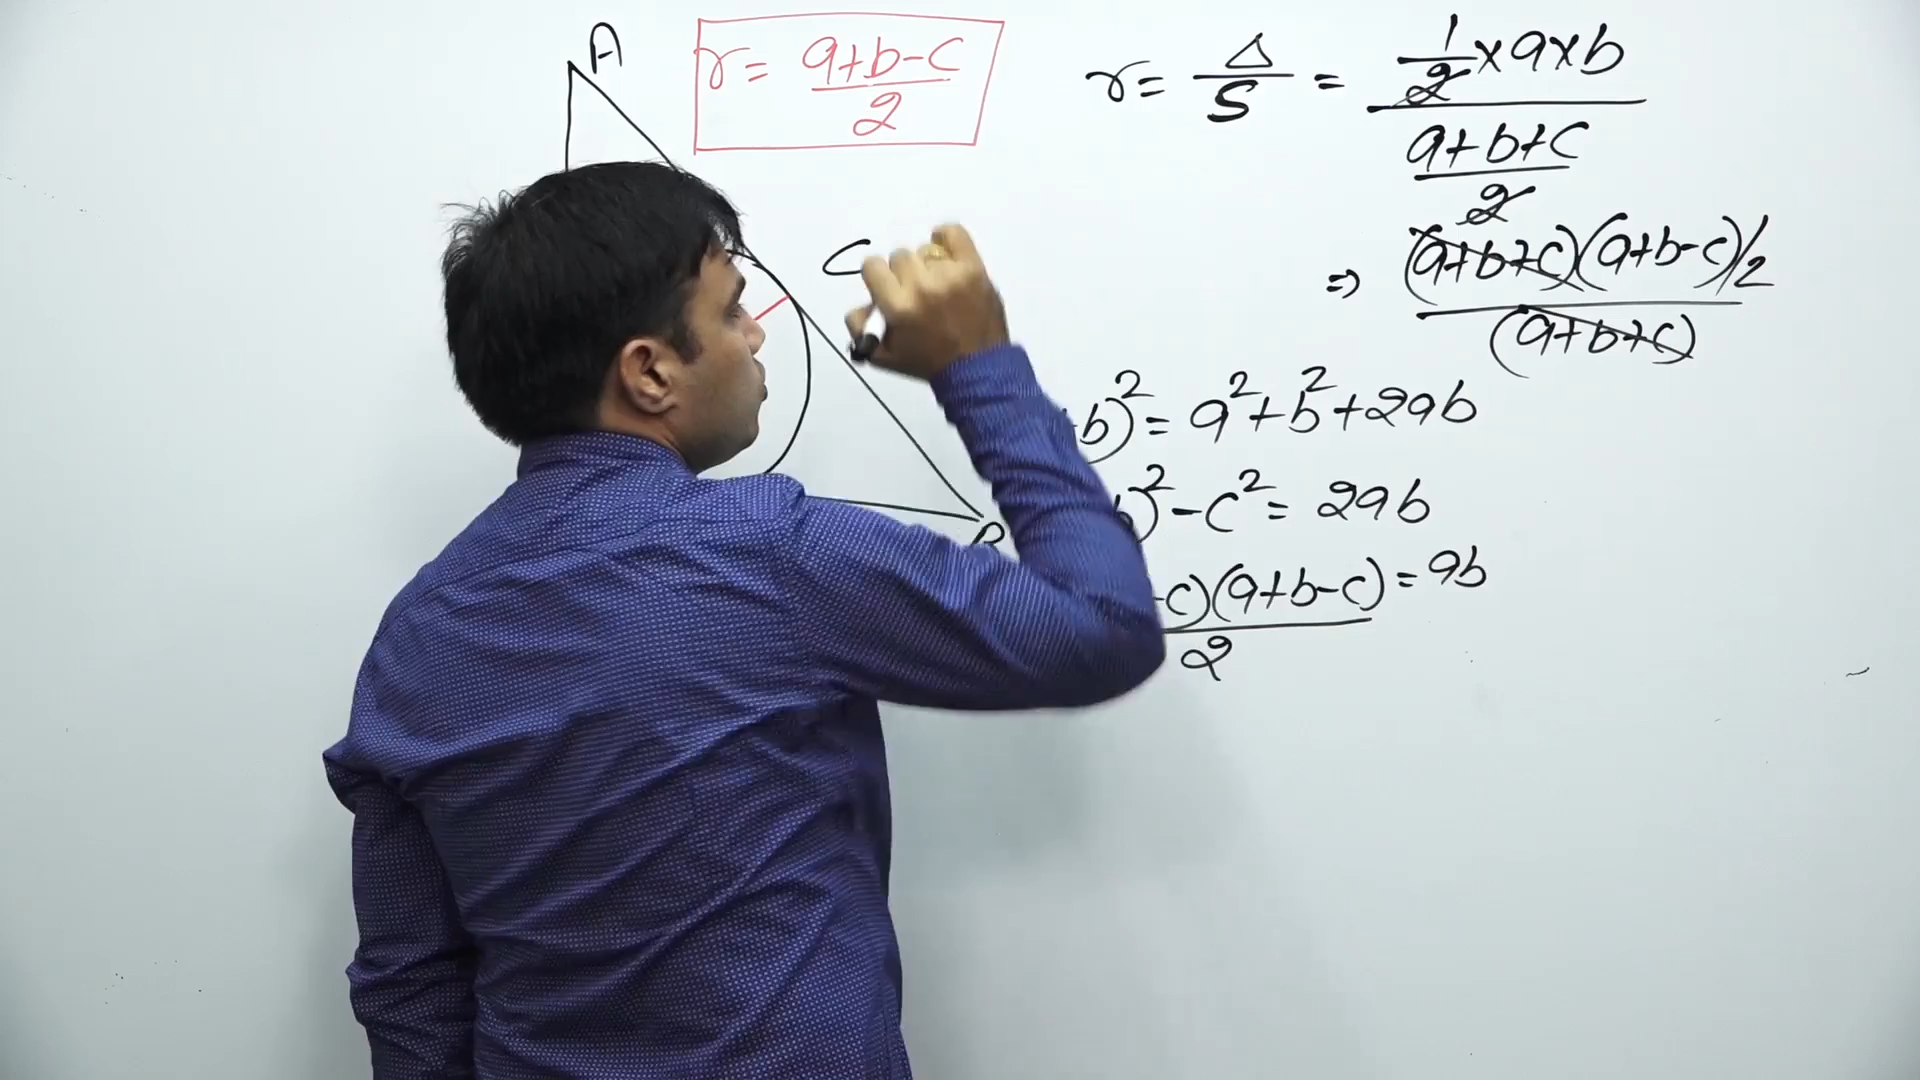 A
r = (a+b-c)/2
r = Δ/S = (1/2 × a × b)/((a+b+c)/2)
⇒ (a+b+c)(a+b-c)/2 / (a+b+c)
C
b)² = a²+b²+2ab
b)²-c² = 2ab
-c)(a+b-c)/2 = ab